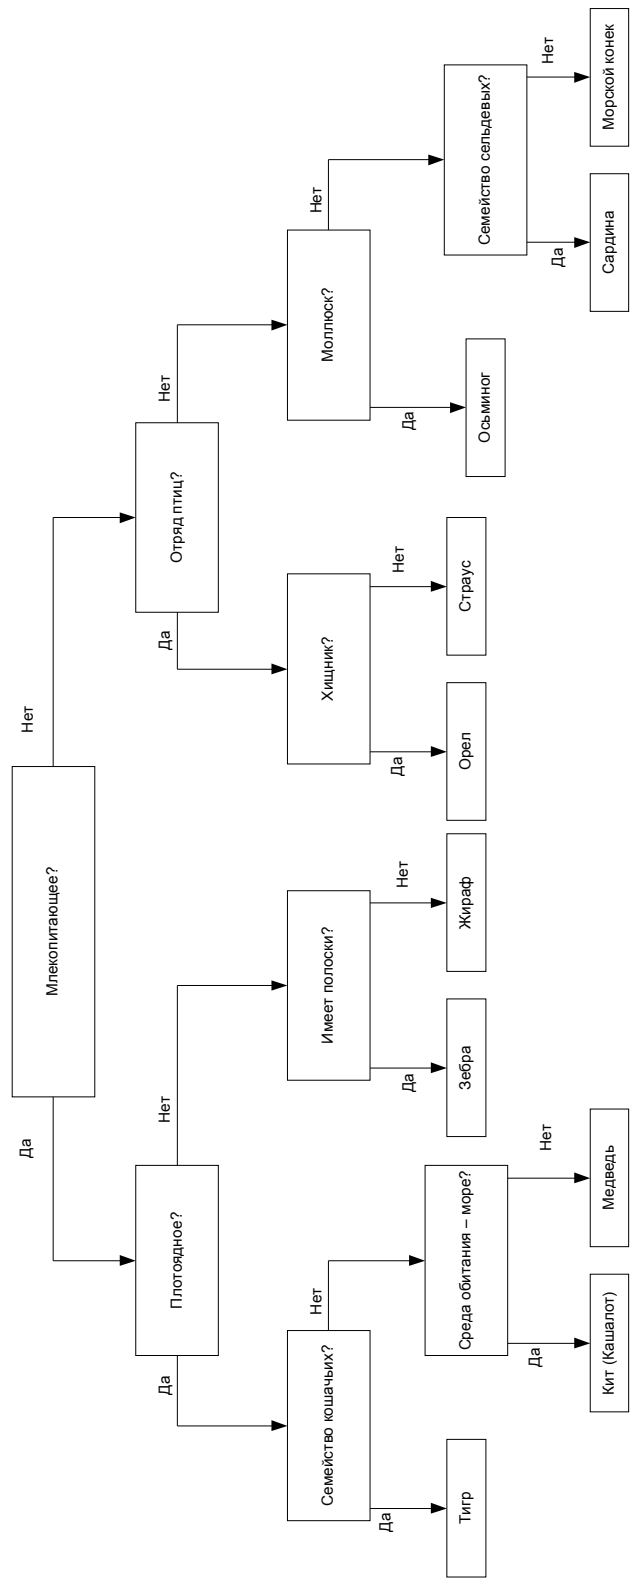 Млекопитающее?
Да
Нет
Плотоядное?
Да
Нет
Отряд птиц?
Да
Нет
Семейство кошачьих?
Да
Нет
Имеет полоски?
Да
Нет
Хищник?
Да
Нет
Моллюск?
Да
Нет
Тигр
Среда обитания – море?
Да
Нет
Зебра
Жираф
Орел
Страус
Осьминог
Семейство сельдевых?
Да
Нет
Кит (Кашалот)
Медведь
Сардина
Морской конек